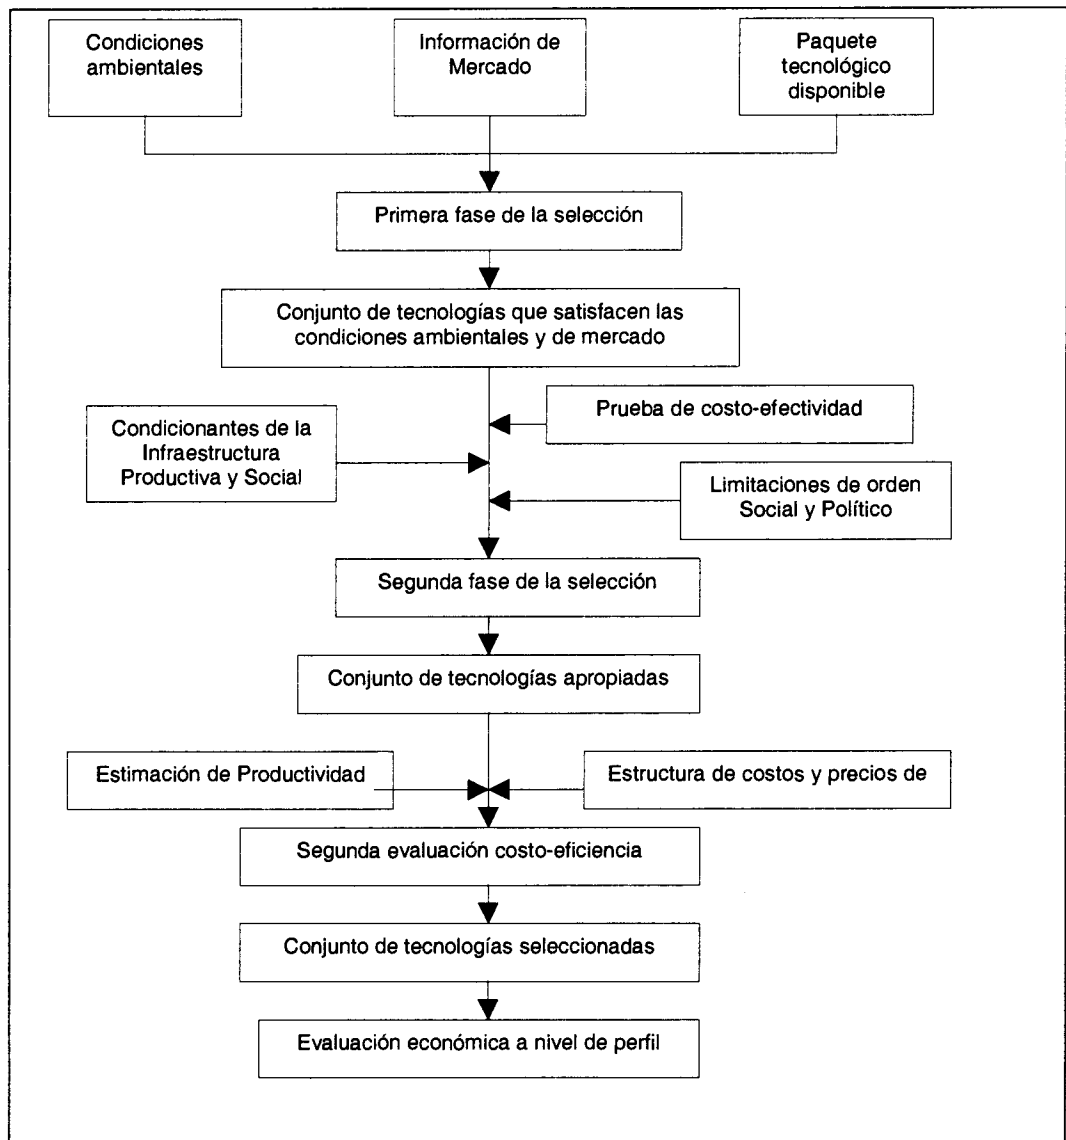 Condiciones
ambientales
Información de
Mercado
Paquete
tecnológico
disponible
Primera fase de la selección
Conjunto de tecnologías que satisfacen las
condiciones ambientales y de mercado
Prueba de costo-efectividad
Condicionantes de la
Infraestructura
Productiva y Social
Limitaciones de orden
Social y Político
Segunda fase de la selección
Conjunto de tecnologías apropiadas
Estimación de Productividad
Estructura de costos y precios de
Segunda evaluación costo-eficiencia
Conjunto de tecnologías seleccionadas
Evaluación económica a nivel de perfil